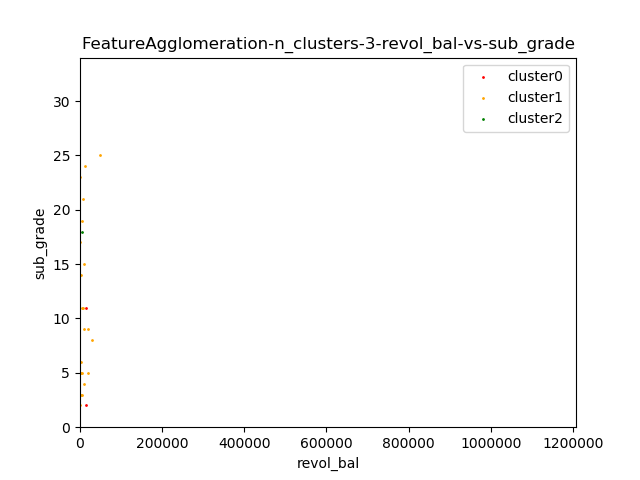 FeatureAgglomeration-n_clusters-3-revol_bal-vs-sub_grade
cluster0
cluster1
cluster2
30
25
20
15
10
5
0
sub_grade
0 200000 400000 600000 800000 1000000 1200000
revol_bal